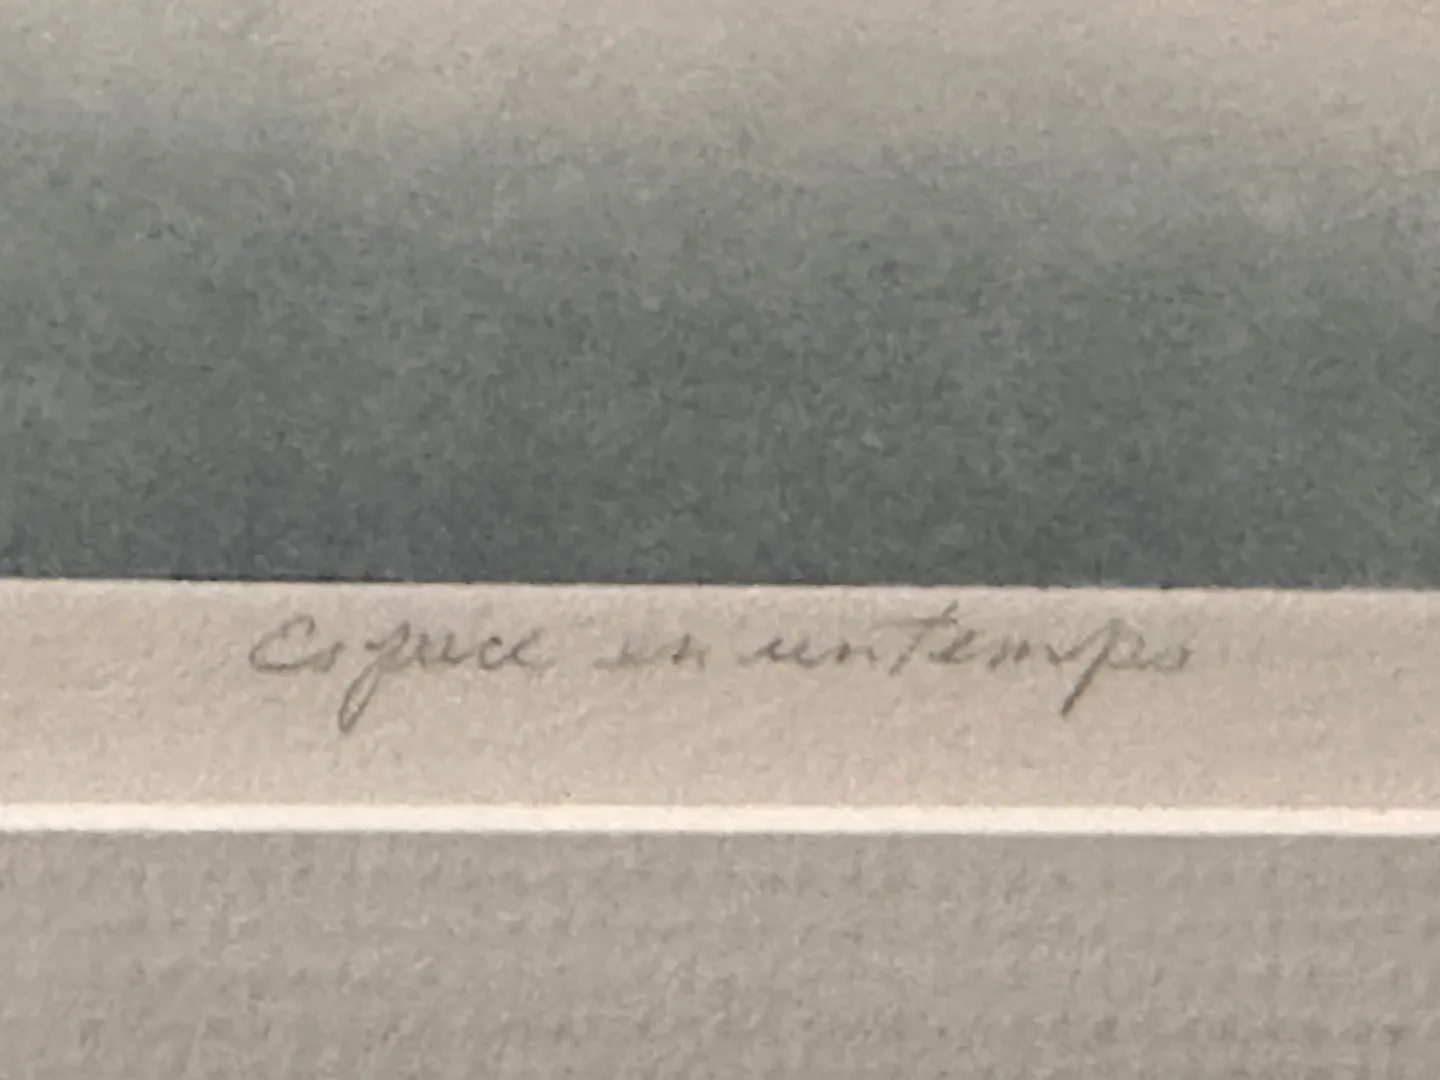 Espace en un temps